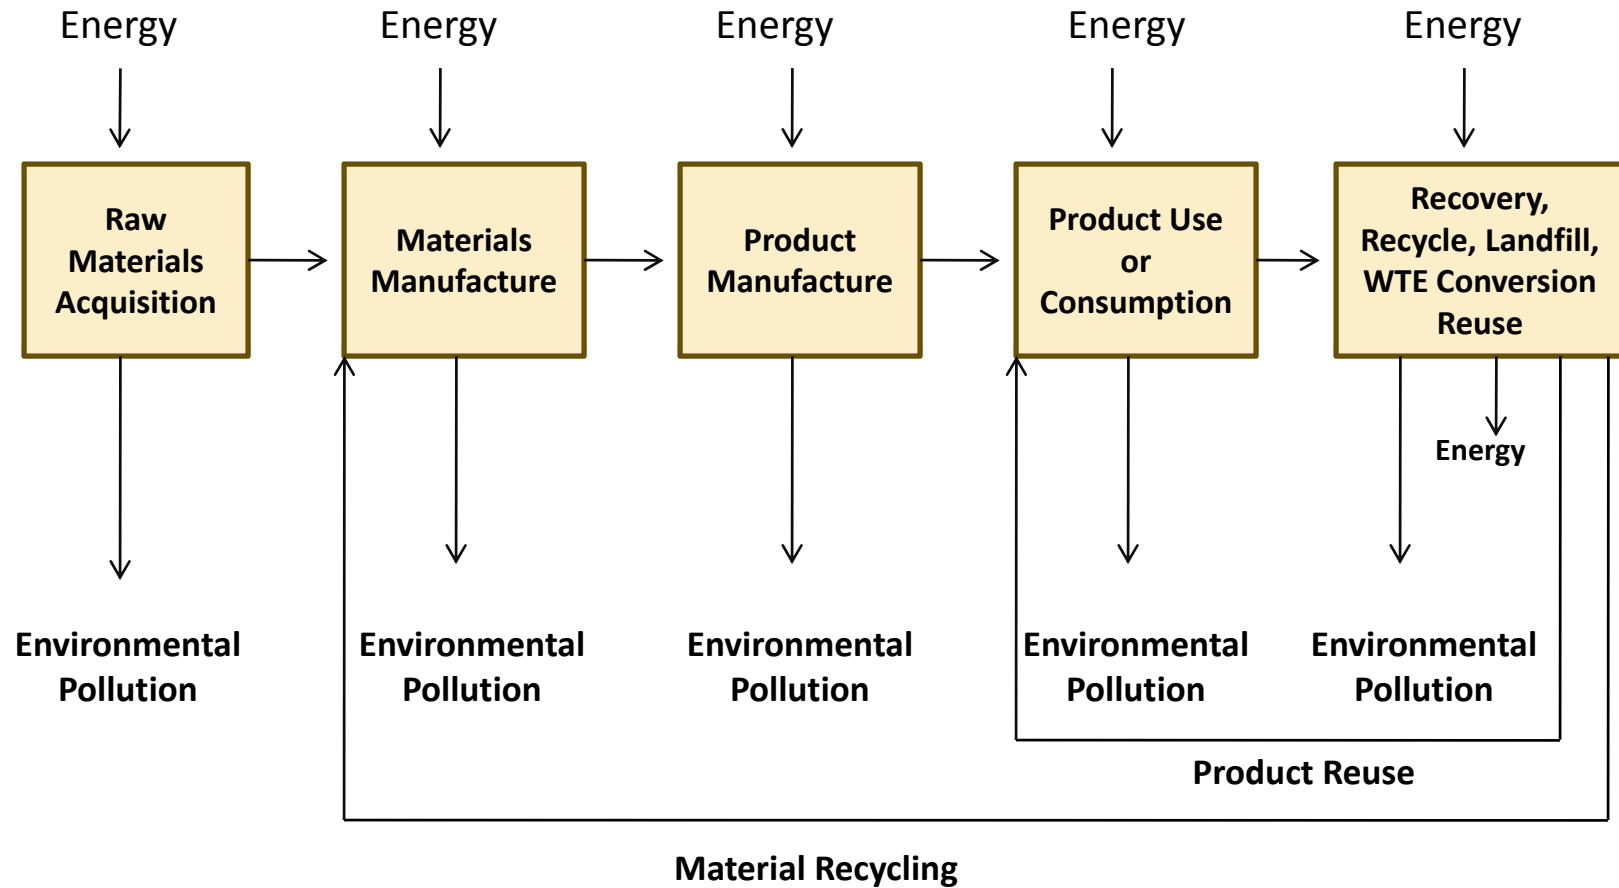 Energy
Energy
Energy
Energy
Energy
Raw
Materials
Acquisition
Materials
Manufacture
Product
Manufacture
Product Use
or
Consumption
Recovery,
Recycle, Landfill,
WTE Conversion
Reuse
Energy
Environmental
Pollution
Environmental
Pollution
Environmental
Pollution
Environmental
Pollution
Environmental
Pollution
Product Reuse
Material Recycling